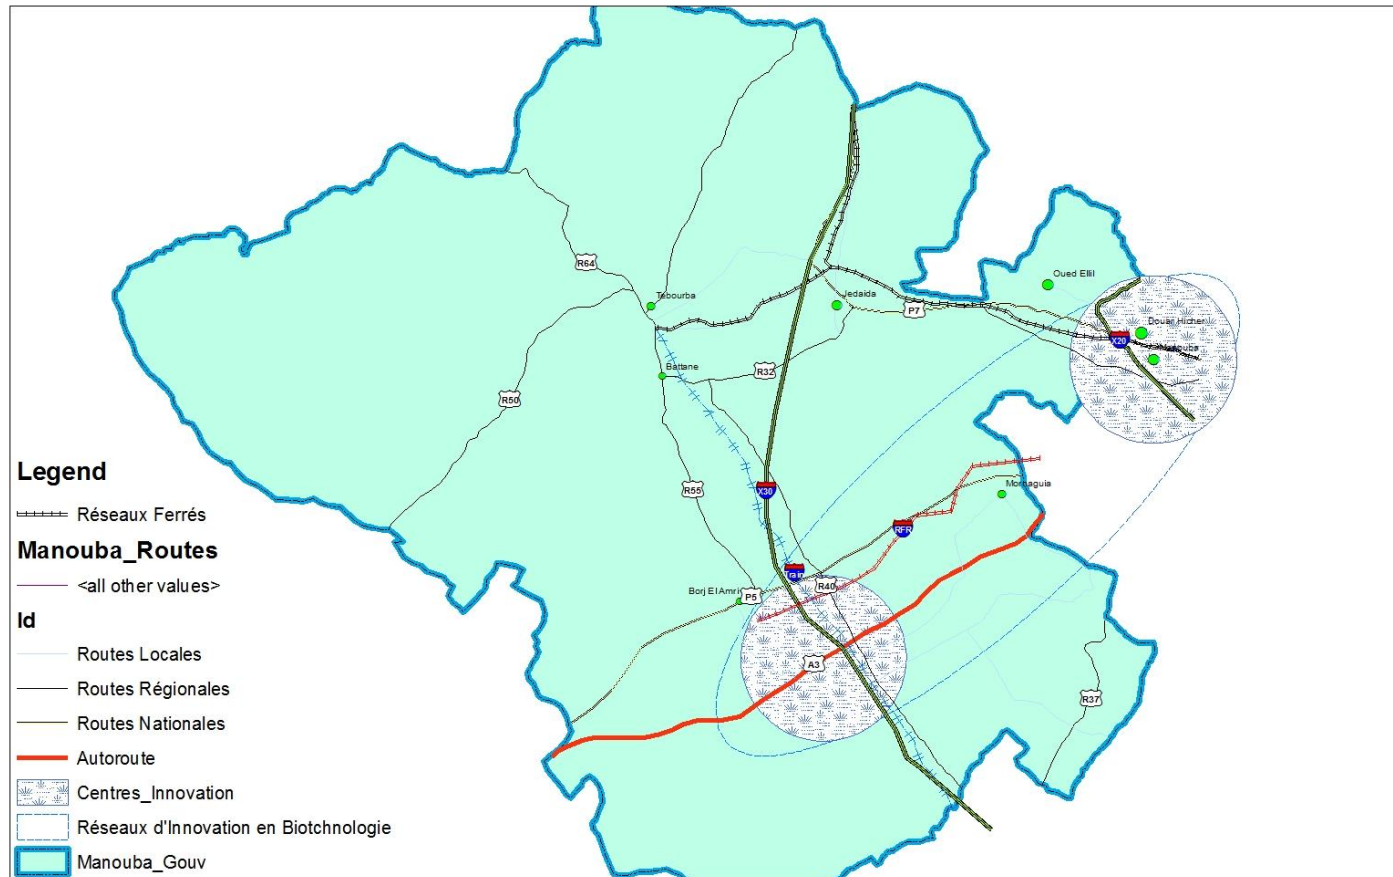 R64
Tebourba
Oued Ellil
Jedaida
P7
Douar Hicher
X20
Battane
R32
R50
Legend
Réseaux Ferrés
Manouba_Routes
<all other values>
Id
Routes Locales
Routes Régionales
Routes Nationales
Autoroute
Centres_Innovation
Réseaux d'Innovation en Biotchnologie
Manouba_Gouv
R55
X30
Mornaguia
RFR
R40
Borj El Amri
P5
A3
R37